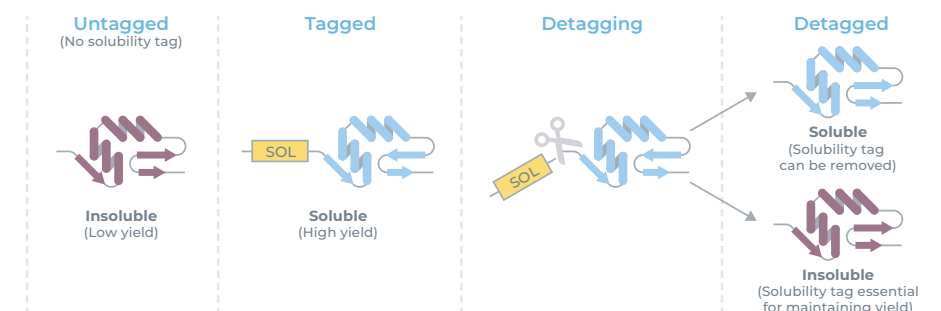 Untagged
(No solubility tag)
Insoluble
(Low yield)
Tagged
SOL
Soluble
(High yield)
Detagging
SOL
Detagged
Soluble
(Solubility tag
can be removed)
Insoluble
(Solubility tag essential
for maintaining yield)